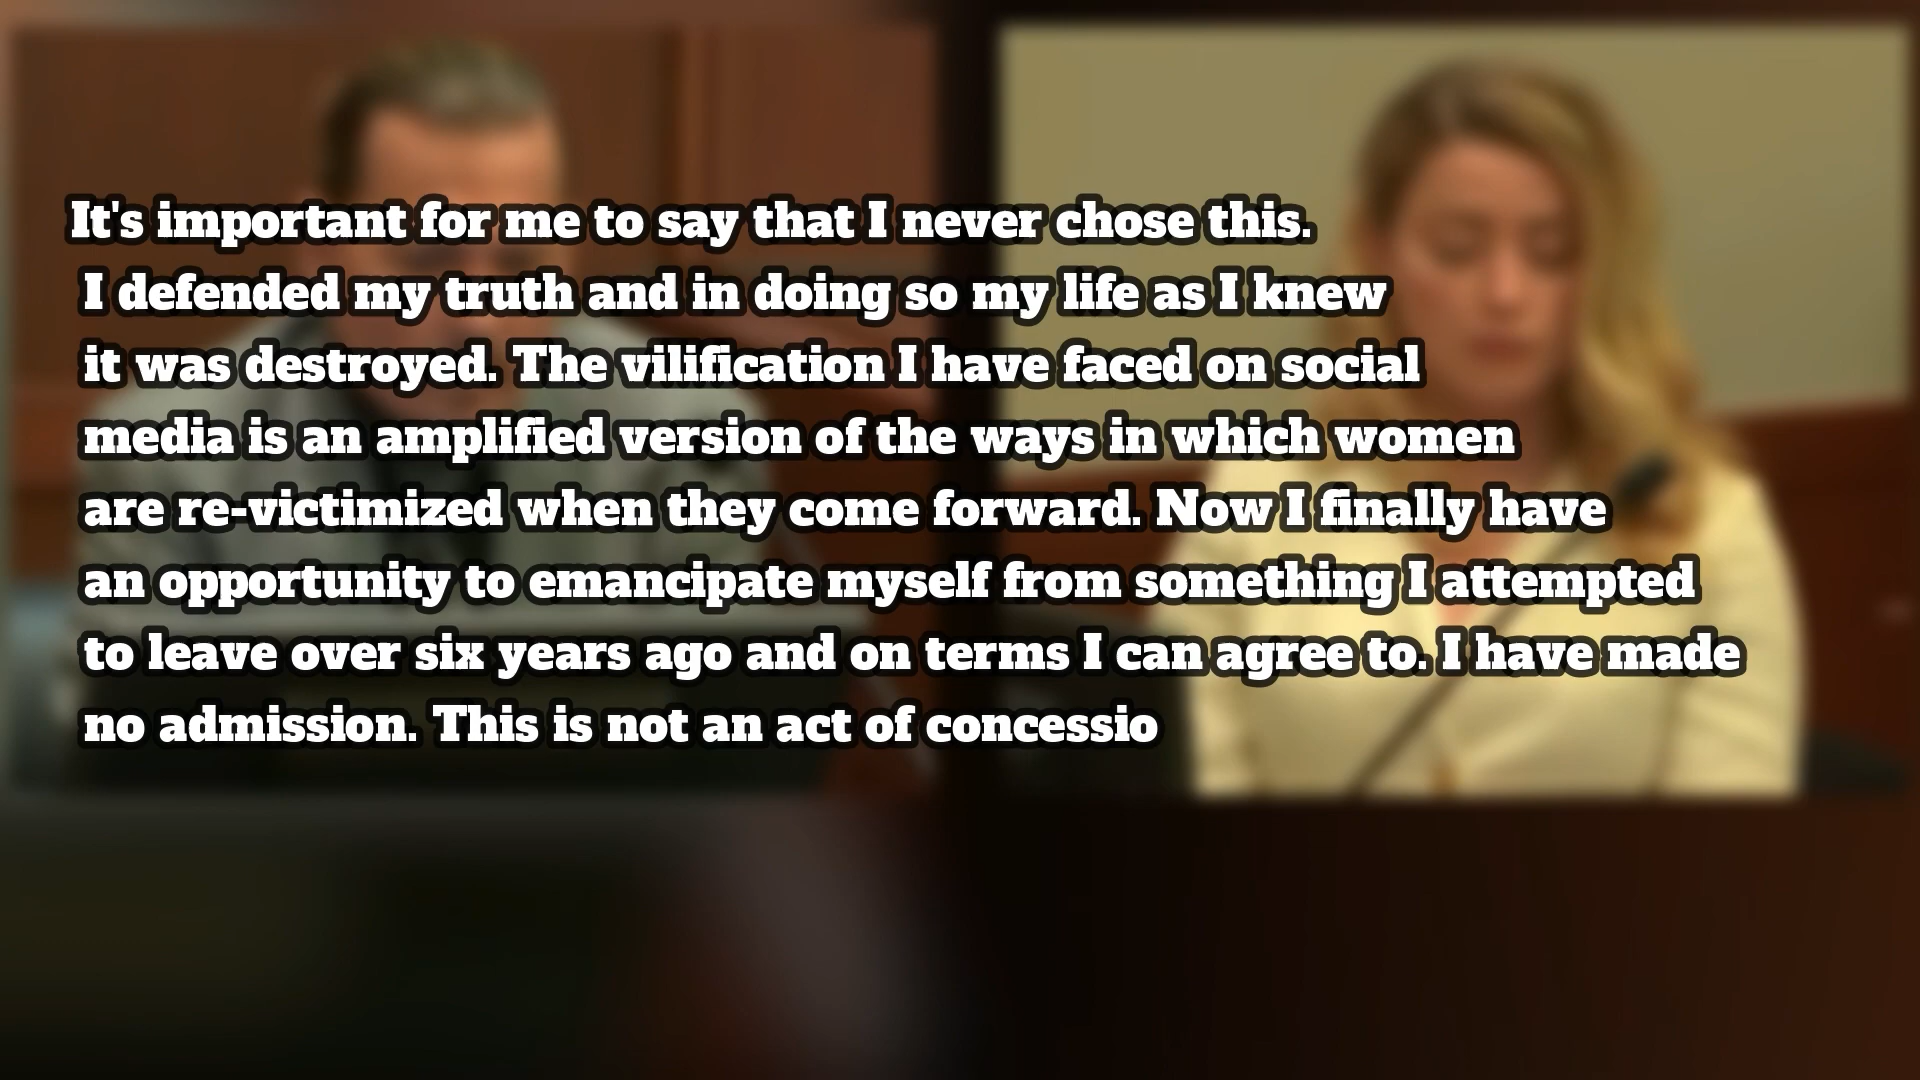 It's important for me to say that I never chose this.
I defended my truth and in doing so my life as I knew
it was destroyed. The vilification I have faced on social
media is an amplified version of the ways in which women
are re-victimized when they come forward. Now I finally have
an opportunity to emancipate myself from something I attempted
to leave over six years ago and on terms I can agree to. I have made
no admission. This is not an act of concessio